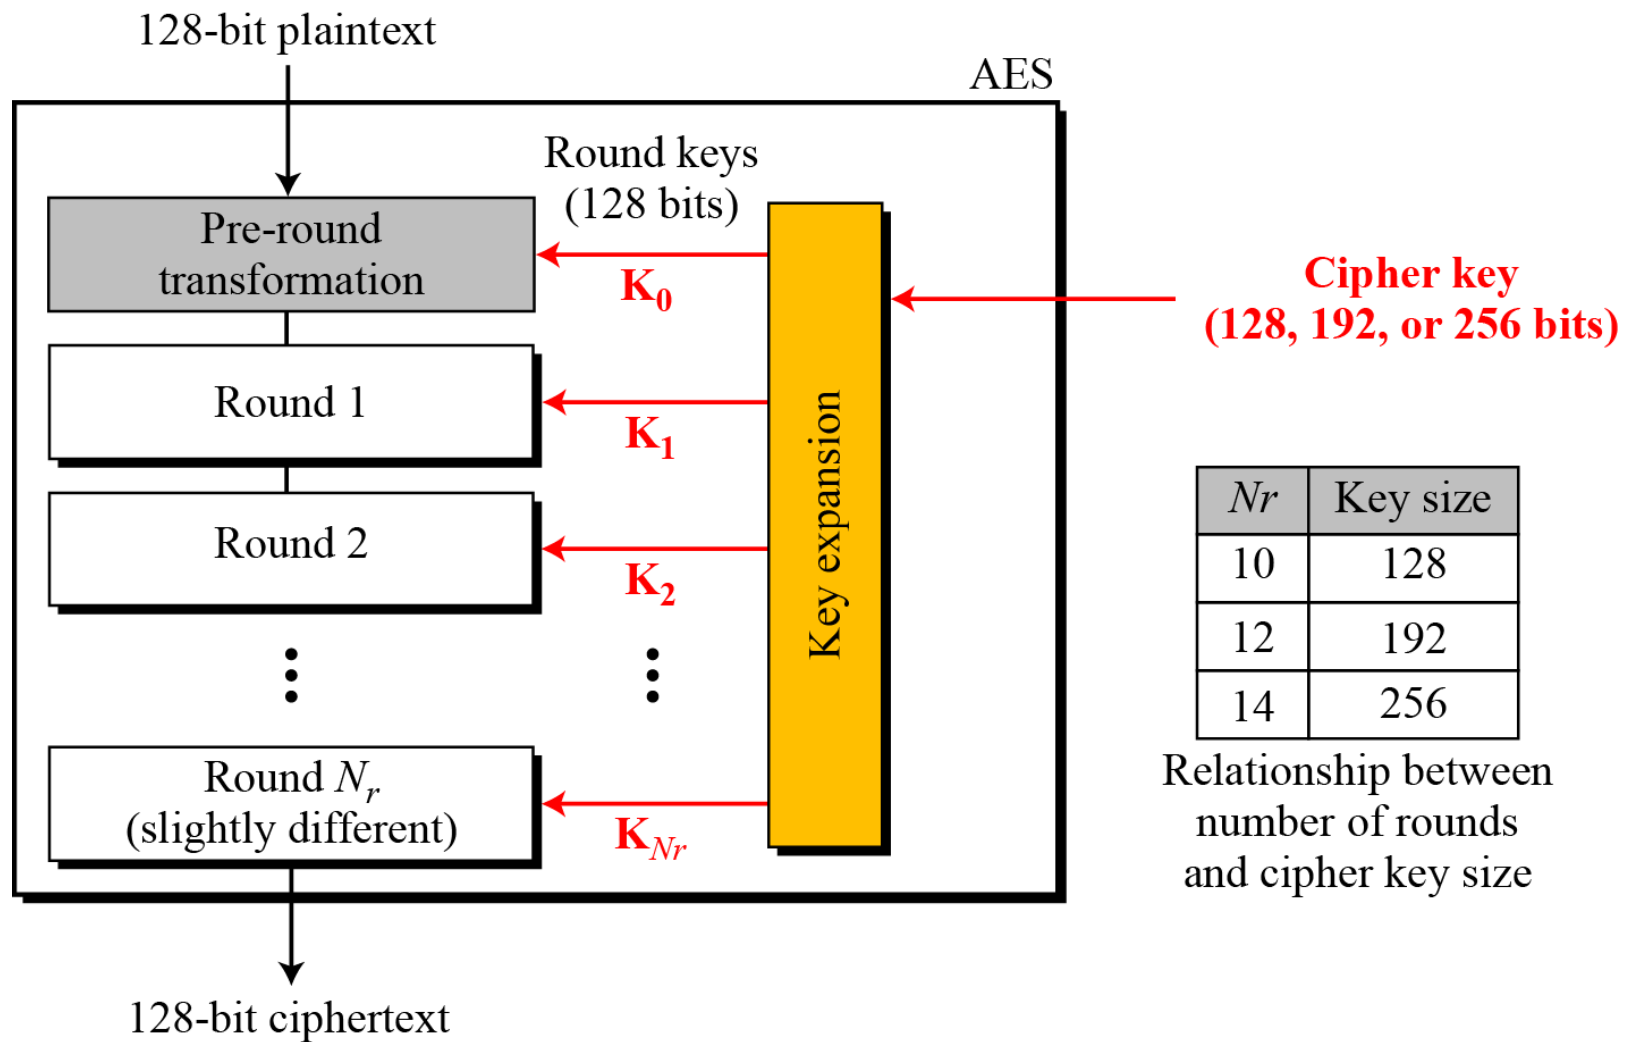 128-bit plaintext
AES
Round keys
(128 bits)
Pre-round
transformation
K0
Cipher key
(128, 192, or 256 bits)
Round 1
K1
Round 2
K2
Key expansion
Nr Key size
10 128
12 192
14 256
Relationship between
number of rounds
and cipher key size
Round Nr
(slightly different)
KNr
128-bit ciphertext